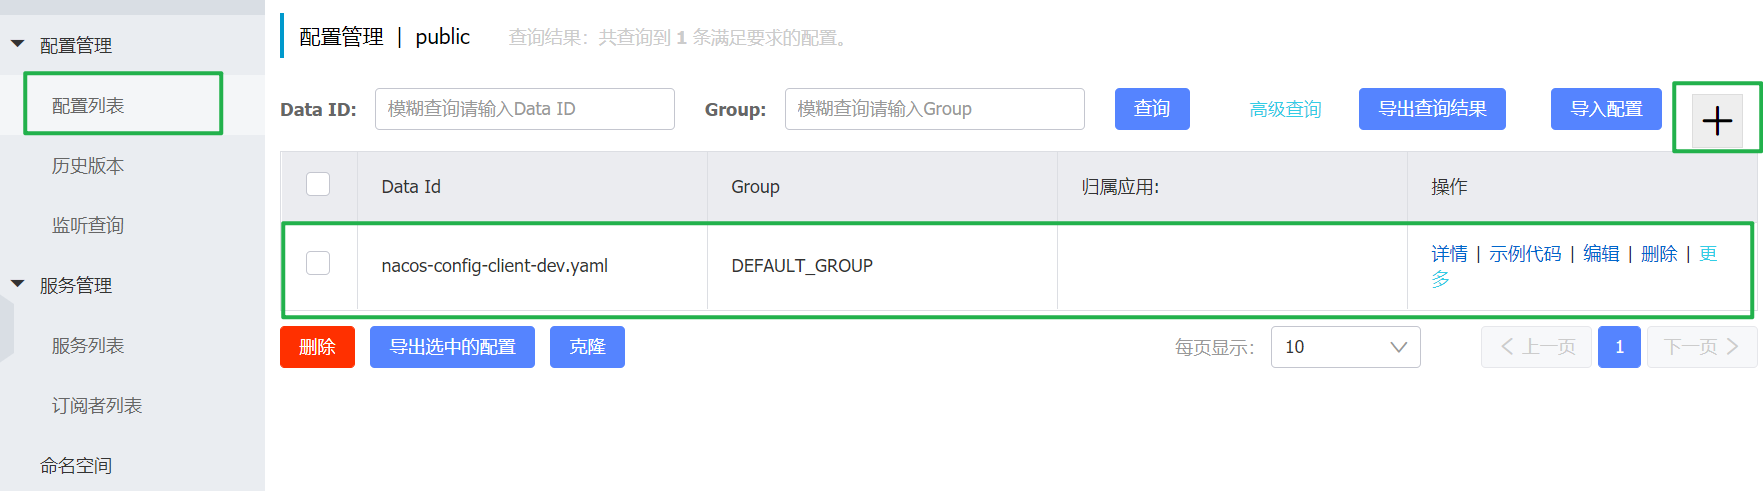 配置管理
配置列表
历史版本
监听查询
服务管理
服务列表
订阅者列表
命名空间
配置管理 | public 查询结果：共查询到 1 条满足要求的配置。
Data ID: 模糊查询请输入Data ID Group: 模糊查询请输入Group 查询 高级查询 导出查询结果 导入配置 +
Data Id Group 归属应用: 操作
nacos-config-client-dev.yaml DEFAULT_GROUP 详情 | 示例代码 | 编辑 | 删除 | 更
多
删除 导出选中的配置 克隆 每页显示: 10 上一页 1 下一页